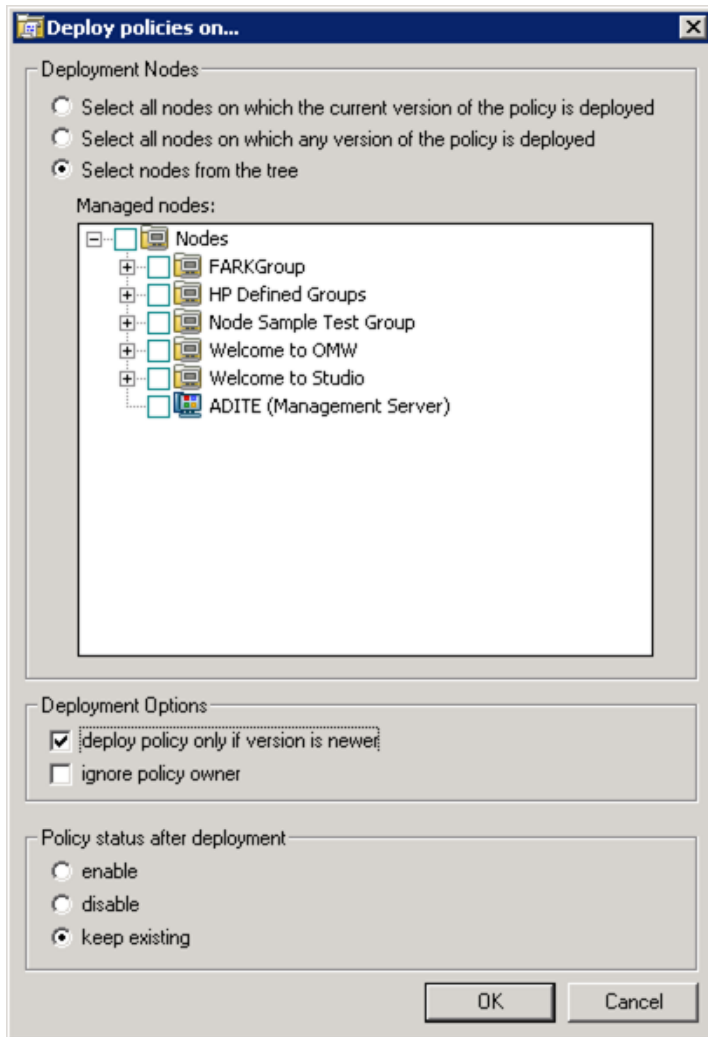 Deploy policies on...
Deployment Nodes
Select all nodes on which the current version of the policy is deployed
Select all nodes on which any version of the policy is deployed
Select nodes from the tree
Managed nodes:
Nodes
FARKGroup
HP Defined Groups
Node Sample Test Group
Welcome to OMW
Welcome to Studio
ADITE (Management Server)
Deployment Options
deploy policy only if version is newer
ignore policy owner
Policy status after deployment
enable
disable
keep existing
OK Cancel